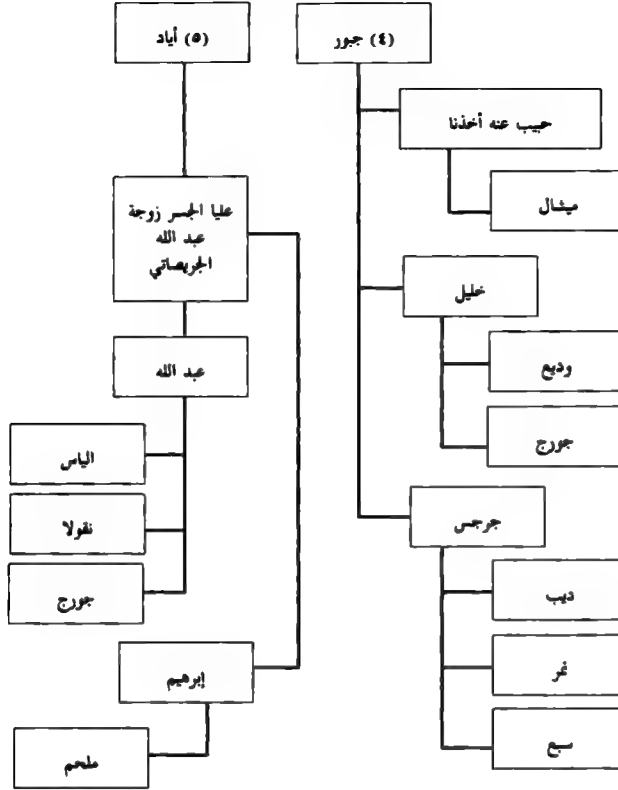 (٤) جبور
حبيب عنه أخذنا
ميشال
خليل
وديع
جورج
جرجس
ديب
نمر
سبع
(٥) أياد
عليا الجسر زوجة
عبد الله
الجريصاتي
عبد الله
الياس
نقولا
جورج
إبرهيم
ملحم